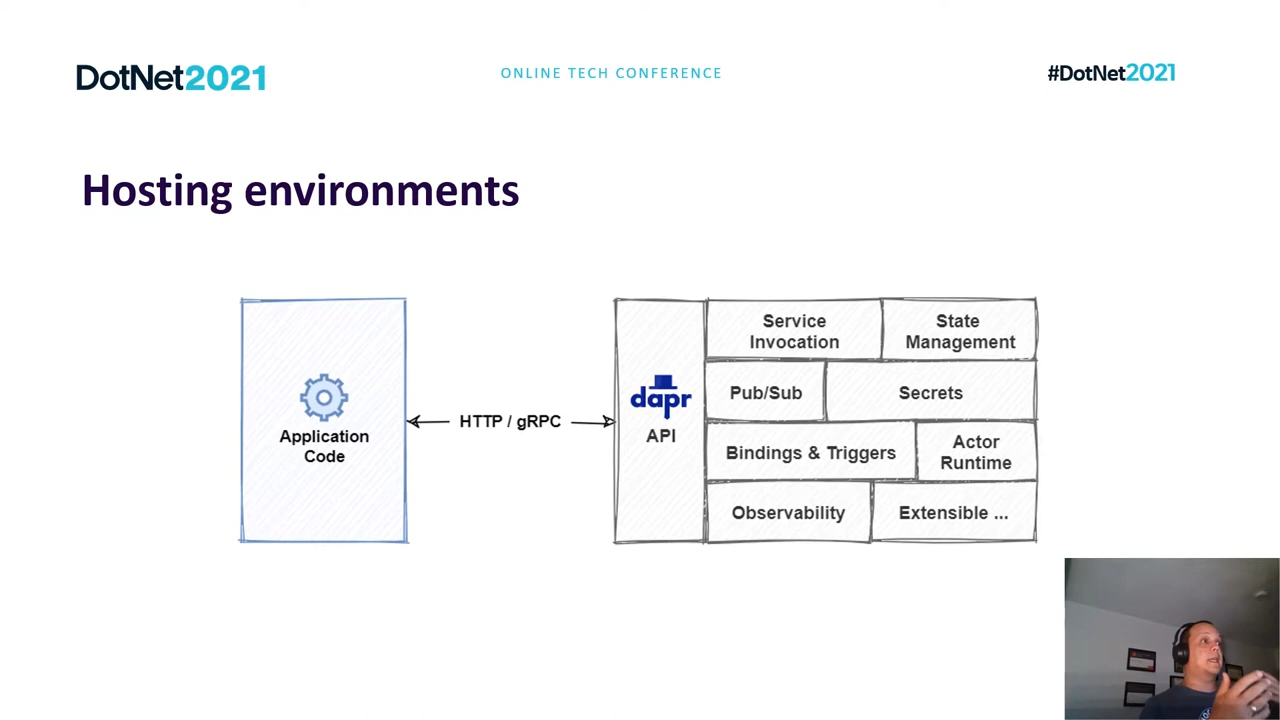 DotNet2021
ONLINE TECH CONFERENCE
#DotNet2021
Hosting environments
Application
Code
HTTP / gRPC
dapr
API
Service
Invocation
State
Management
Pub/Sub
Secrets
Bindings & Triggers
Actor
Runtime
Observability
Extensible ...